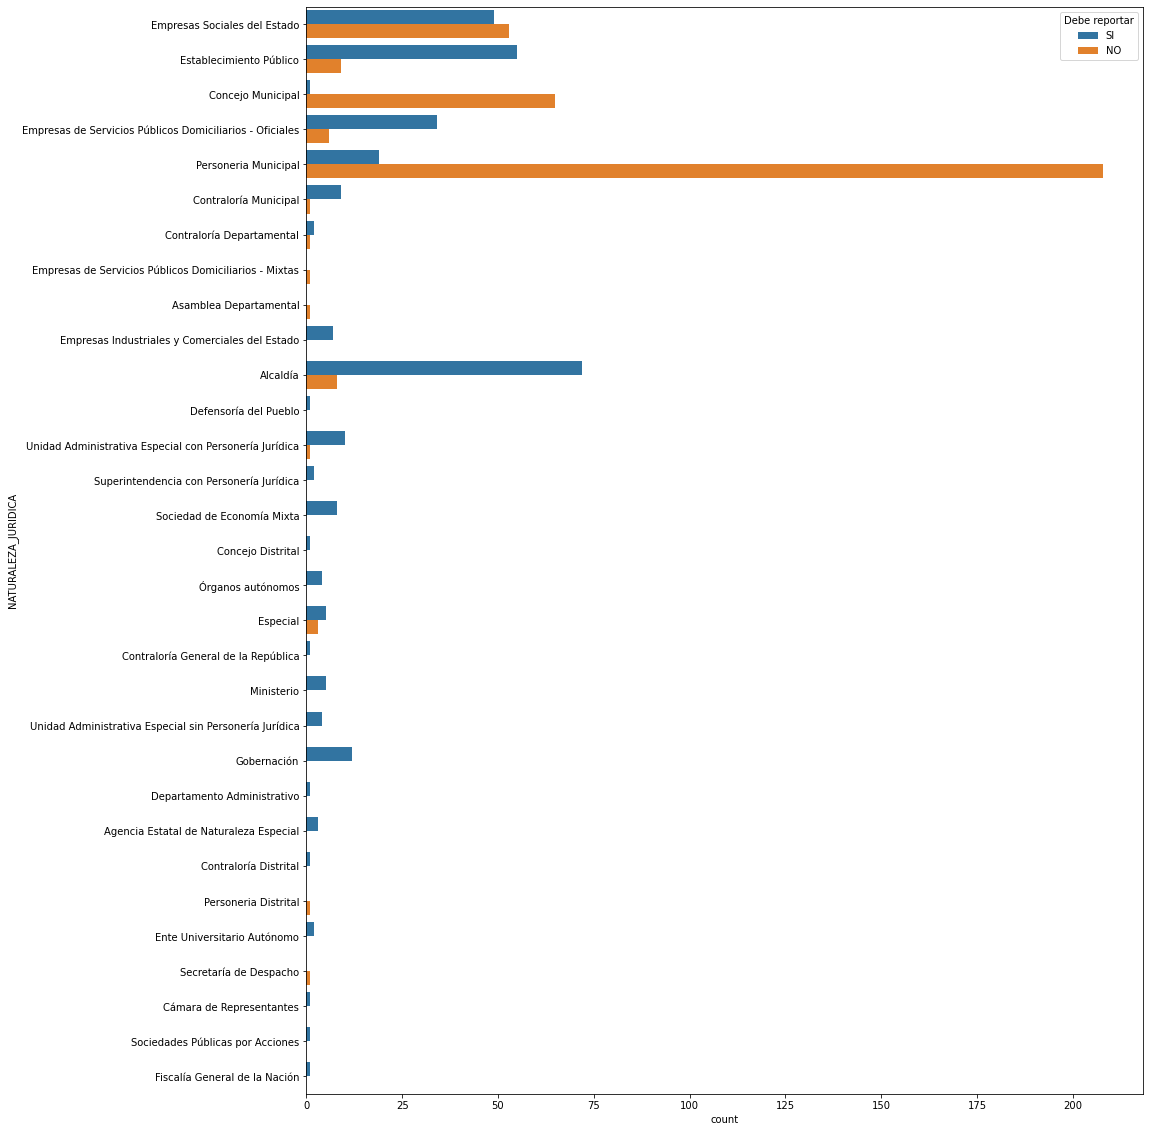 Debe reportar
SI
NO
Empresas Sociales del Estado
Establecimiento Público
Concejo Municipal
Empresas de Servicios Públicos Domiciliarios - Oficiales
Personeria Municipal
Contraloría Municipal
Contraloría Departamental
Empresas de Servicios Públicos Domiciliarios - Mixtas
Asamblea Departamental
Empresas Industriales y Comerciales del Estado
Alcaldía
Defensoría del Pueblo
Unidad Administrativa Especial con Personería Jurídica
Superintendencia con Personería Jurídica
Sociedad de Economía Mixta
Concejo Distrital
Órganos autónomos
Especial
Contraloría General de la República
Ministerio
Unidad Administrativa Especial sin Personería Jurídica
Gobernación
Departamento Administrativo
Agencia Estatal de Naturaleza Especial
Contraloría Distrital
Personeria Distrital
Ente Universitario Autónomo
Secretaría de Despacho
Cámara de Representantes
Sociedades Públicas por Acciones
Fiscalía General de la Nación
NATURALEZA_JURIDICA
0 25 50 75 100 125 150 175 200
count